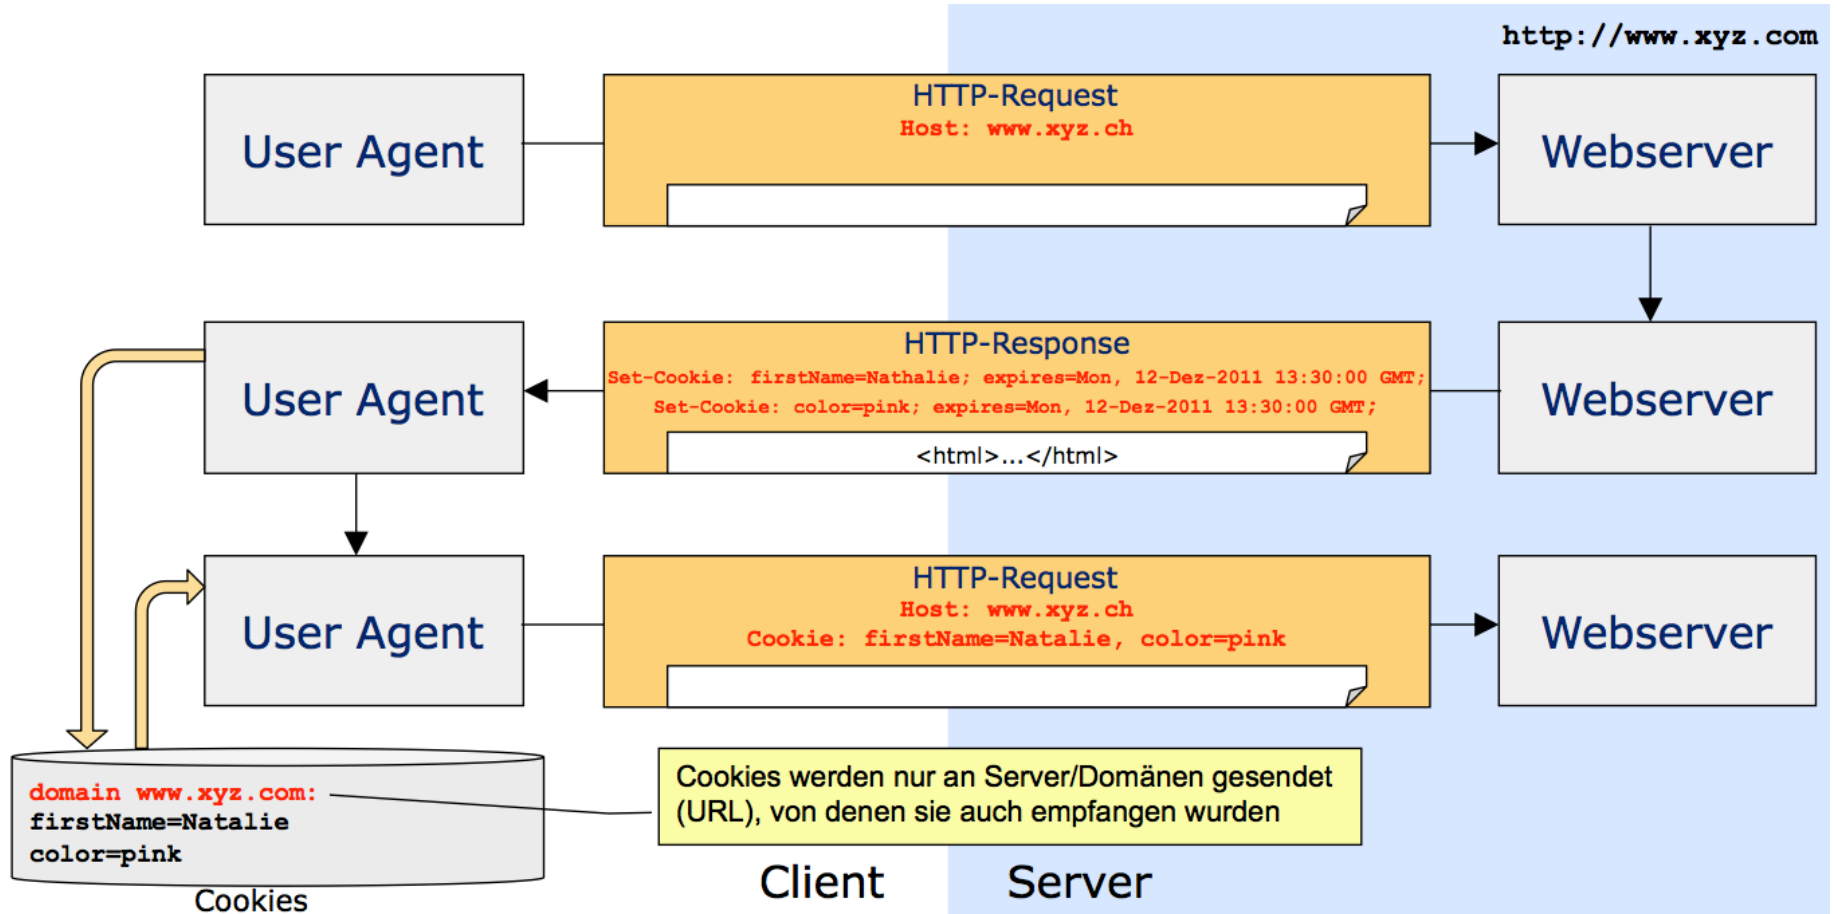 http://www.xyz.com
User Agent
HTTP-Request
Host: www.xyz.ch
Webserver
User Agent
HTTP-Response
Set-Cookie: firstName=Nathalie; expires=Mon, 12-Dez-2011 13:30:00 GMT;
Set-Cookie: color=pink; expires=Mon, 12-Dez-2011 13:30:00 GMT;
<html>...</html>
Webserver
User Agent
HTTP-Request
Host: www.xyz.ch
Cookie: firstName=Natalie, color=pink
Webserver
domain www.xyz.com:
firstName=Natalie
color=pink
Cookies
Cookies werden nur an Server/Domänen gesendet
(URL), von denen sie auch empfangen wurden
Client
Server